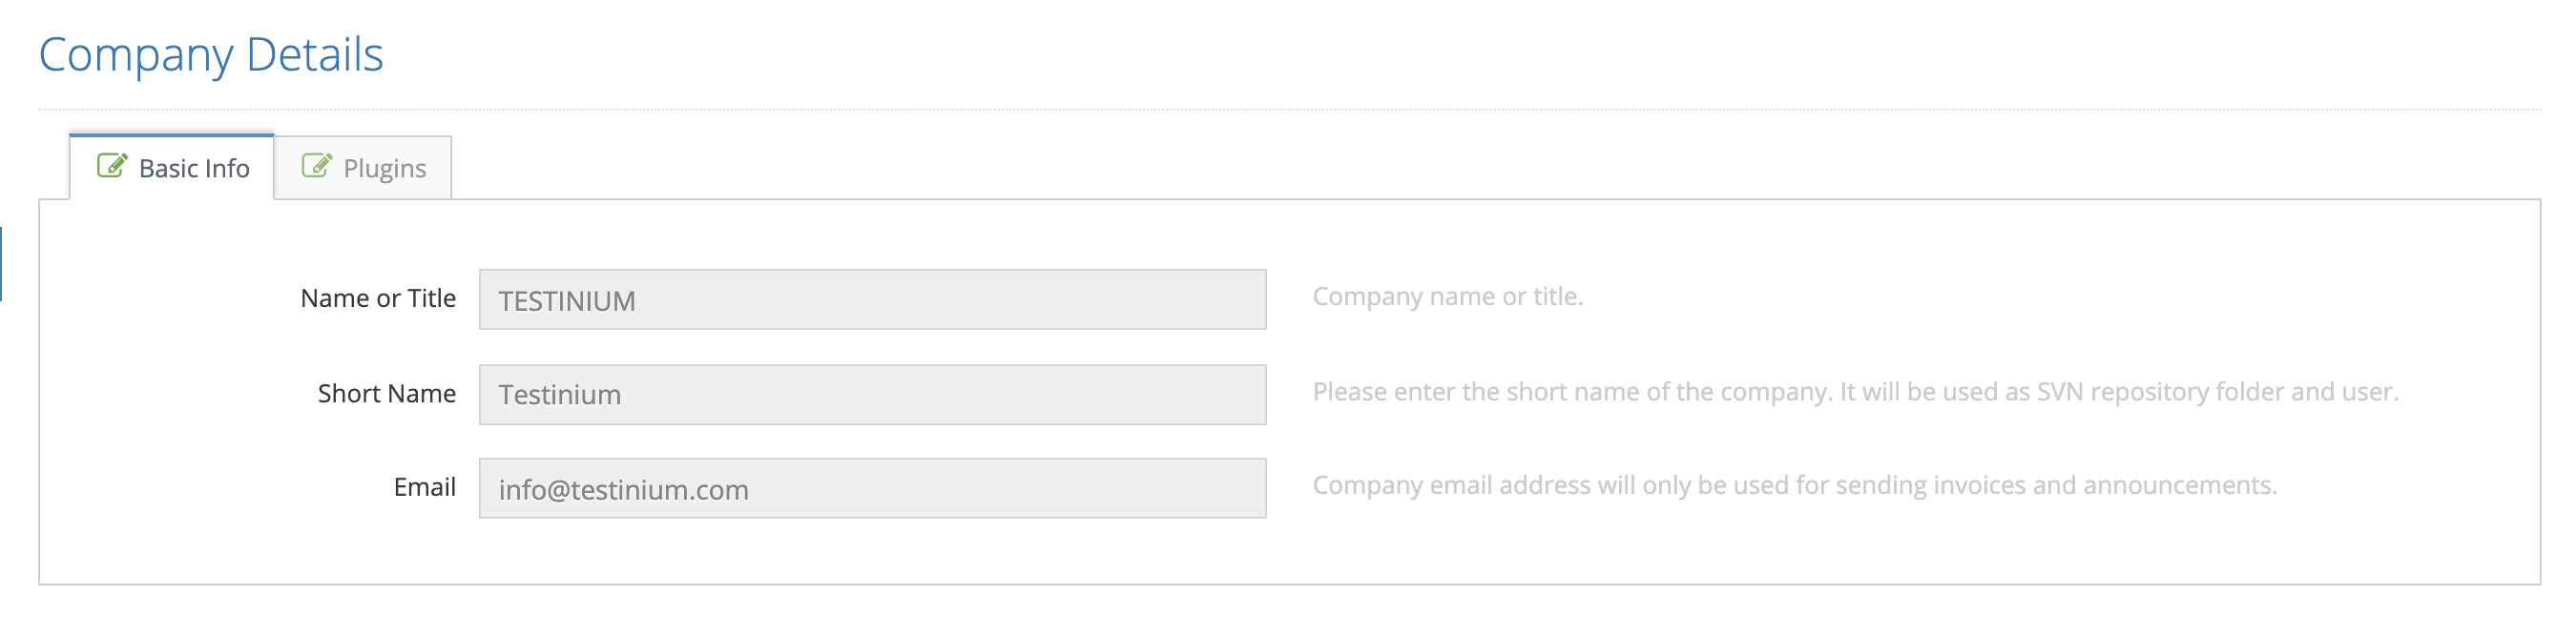 Company Details
Basic Info
Plugins
Name or Title
TESTINIUM
Company name or title.
Short Name
Testinium
Please enter the short name of the company. It will be used as SVN repository folder and user.
Email
info@testinium.com
Company email address will only be used for sending invoices and announcements.